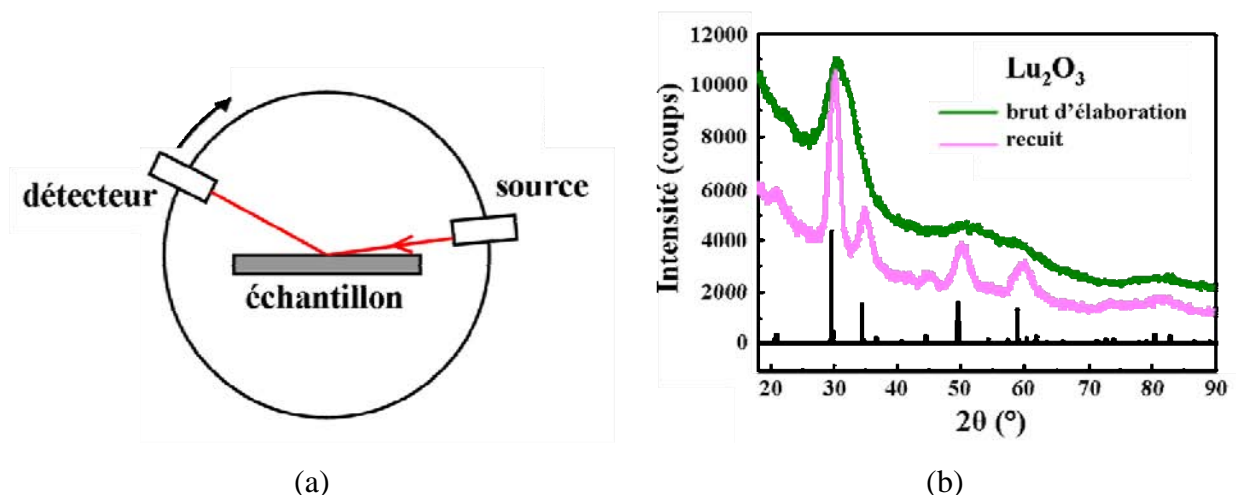 détecteur
source
échantillon
(a)
12000
10000
8000
6000
4000
2000
0
Intensité (coups)
Lu₂O₃
brut d'élaboration
recuit
20 30 40 50 60 70 80 90
2θ (°)
(b)